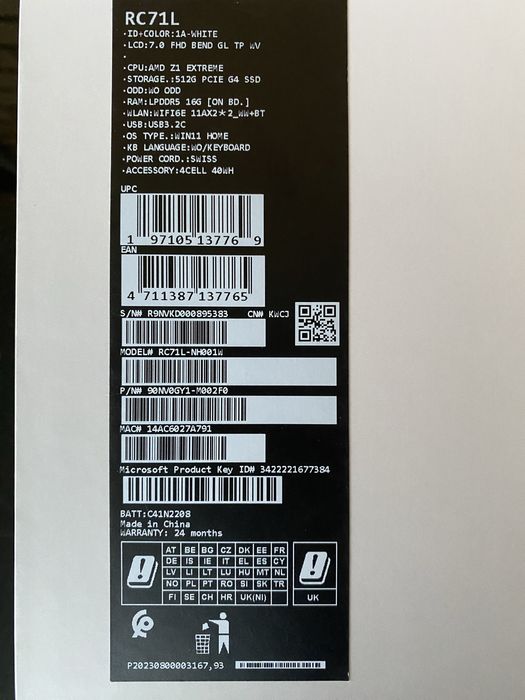 RC71L
·ID+COLOR:1A-WHITE
·LCD:7.0 FHD BEND GL TP WV
·
·CPU:AMD Z1 EXTREME
·STORAGE.:512G PCIE G4 SSD
·ODD:WO ODD
·RAM:LPDDR5 16G [ON BD.]
·WLAN:WIFI6E 11AX2*2_WW+BT
·USB:USB3.2C
·OS TYPE.:WIN11 HOME
·KB LANGUAGE:WO/KEYBOARD
·POWER CORD.:SWISS
·ACCESSORY:4CELL 40WH
UPC
1 97105 13776 9
EAN
4 711387 137765
S/N# R9NVKD000895383 CN# KWCJ
MODEL# RC71L-NH001W
P/N# 90NV0GY1-M002F0
MAC# 14AC6027A791
Microsoft Product Key ID# 3422221677384
BATT:C41N2208
Made in China
WARRANTY: 24 months
AT BE BG CZ DK EE FR
DE IS IE IT EL ES CY
LV LI LT LU HU MT NL
NO PL PT RO SI SK TR
FI SE CH HR UK(NI)
UK
P20230800003167,93